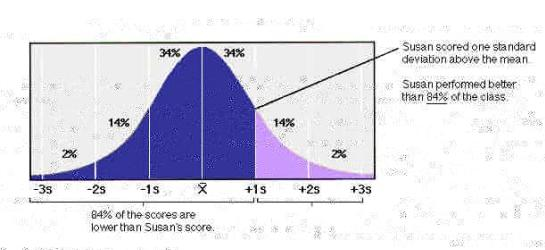 34% 34%
Susan scored one standard
deviation above the mean.
Susan performed better
than 84% of the class.
14% 14%
2% 2%
-3s -2s -1s X̄ +1s +2s +3s
84% of the scores are
lower than Susan's score.